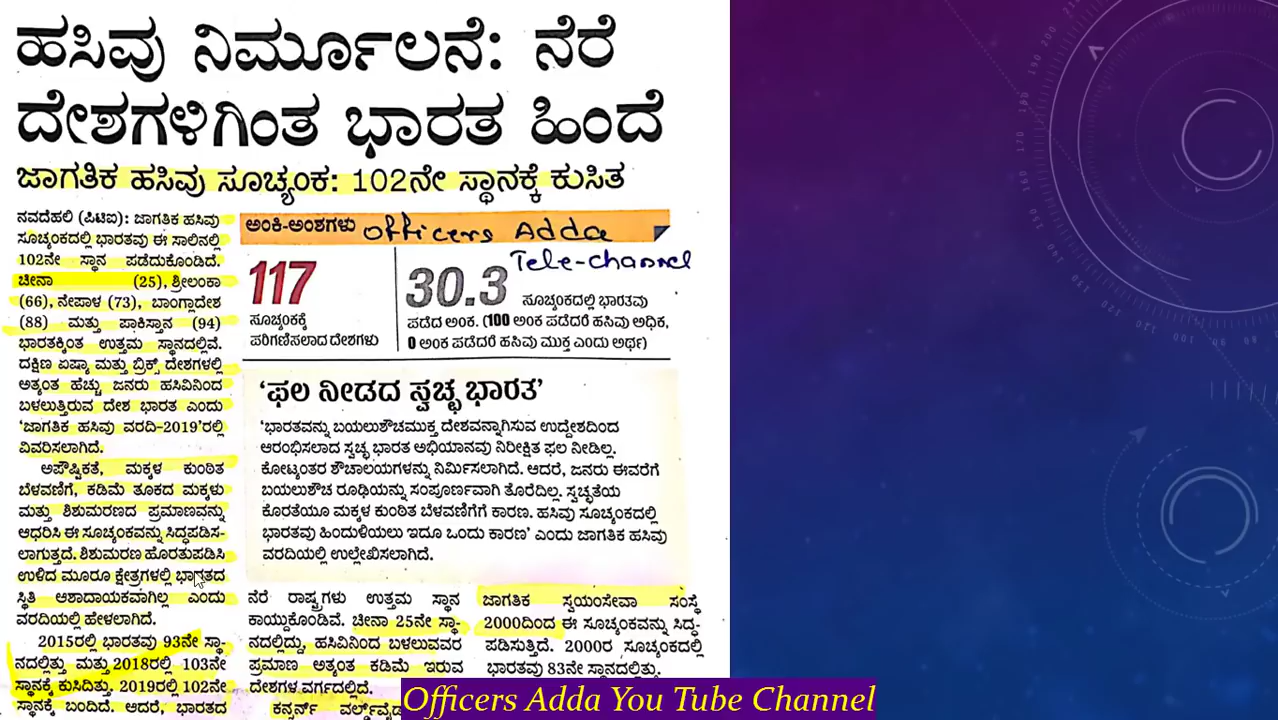 ಹಸಿವು ನಿರ್ಮೂಲನೆ: ನೆರೆ
ದೇಶಗಳಿಗಿಂತ ಭಾರತ ಹಿಂದೆ
ಜಾಗತಿಕ ಹಸಿವು ಸೂಚ್ಯಂಕ: 102ನೇ ಸ್ಥಾನಕ್ಕೆ ಕುಸಿತ
ನವದೆಹಲಿ (ಪಿಟಿಐ): ಜಾಗತಿಕ ಹಸಿವು
ಸೂಚ್ಯಂಕದಲ್ಲಿ ಭಾರತವು ಈ ಸಾಲಿನಲ್ಲಿ
102ನೇ ಸ್ಥಾನ ಪಡೆದುಕೊಂಡಿದೆ.
ಚೀನಾ (25), ಶ್ರೀಲಂಕಾ
(66), ನೇಪಾಳ (73), ಬಾಂಗ್ಲಾದೇಶ
(88) ಮತ್ತು ಪಾಕಿಸ್ತಾನ (94)
ಭಾರತಕ್ಕಿಂತ ಉತ್ತಮ ಸ್ಥಾನದಲ್ಲಿವೆ.
ದಕ್ಷಿಣ ಏಷ್ಯಾ ಮತ್ತು ಬ್ರಿಕ್ಸ್ ದೇಶಗಳಲ್ಲಿ
ಅತ್ಯಂತ ಹೆಚ್ಚು ಜನರು ಹಸಿವಿನಿಂದ
ಬಳಲುತ್ತಿರುವ ದೇಶ ಭಾರತ ಎಂದು
‘ಜಾಗತಿಕ ಹಸಿವು ವರದಿ–2019’ರಲ್ಲಿ
ವಿವರಿಸಲಾಗಿದೆ.
ಅಪೌಷ್ಟಿಕತೆ, ಮಕ್ಕಳ ಕುಂಠಿತ
ಬೆಳವಣಿಗೆ, ಕಡಿಮೆ ತೂಕದ ಮಕ್ಕಳು
ಮತ್ತು ಶಿಶುಮರಣದ ಪ್ರಮಾಣವನ್ನು
ಆಧರಿಸಿ ಈ ಸೂಚ್ಯಂಕವನ್ನು ಸಿದ್ಧಪಡಿಸ-
ಲಾಗುತ್ತದೆ. ಶಿಶುಮರಣ ಹೊರತುಪಡಿಸಿ
ಉಳಿದ ಮೂರೂ ಕ್ಷೇತ್ರಗಳಲ್ಲಿ ಭಾರತದ
ಸ್ಥಿತಿ ಆಶಾದಾಯಕವಾಗಿಲ್ಲ ಎಂದು
ವರದಿಯಲ್ಲಿ ಹೇಳಲಾಗಿದೆ.
2015ರಲ್ಲಿ ಭಾರತವು 93ನೇ ಸ್ಥಾ-
ನದಲ್ಲಿತ್ತು ಮತ್ತು 2018ರಲ್ಲಿ 103ನೇ
ಸ್ಥಾನಕ್ಕೆ ಕುಸಿದಿತ್ತು. 2019ರಲ್ಲಿ 102ನೇ
ಸ್ಥಾನಕ್ಕೆ ಬಂದಿದೆ. ಆದರೆ, ಭಾರತದ
ಅಂಕಿ-ಅಂಶಗಳು Officers Adda
Tele-channel
117
ಸೂಚ್ಯಂಕಕ್ಕೆ
ಪರಿಗಣಿಸಲಾದ ದೇಶಗಳು
30.3 ಸೂಚ್ಯಂಕದಲ್ಲಿ ಭಾರತವು
ಪಡೆದ ಅಂಕ. (100 ಅಂಕ ಪಡೆದರೆ ಹಸಿವು ಅಧಿಕ,
0 ಅಂಕ ಪಡೆದರೆ ಹಸಿವು ಮುಕ್ತ ಎಂದು ಅರ್ಥ)
‘ಫಲ ನೀಡದ ಸ್ವಚ್ಛ ಭಾರತ’
‘ಭಾರತವನ್ನು ಬಯಲುಶೌಚಮುಕ್ತ ದೇಶವನ್ನಾಗಿಸುವ ಉದ್ದೇಶದಿಂದ
ಆರಂಭಿಸಲಾದ ಸ್ವಚ್ಛ ಭಾರತ ಅಭಿಯಾನವು ನಿರೀಕ್ಷಿತ ಫಲ ನೀಡಿಲ್ಲ.
ಕೋಟ್ಯಂತರ ಶೌಚಾಲಯಗಳನ್ನು ನಿರ್ಮಿಸಲಾಗಿದೆ. ಆದರೆ, ಜನರು ಈವರೆಗೆ
ಬಯಲುಶೌಚ ರೂಢಿಯನ್ನು ಸಂಪೂರ್ಣವಾಗಿ ತೊರೆದಿಲ್ಲ. ಸ್ವಚ್ಛತೆಯ
ಕೊರತೆಯೂ ಮಕ್ಕಳ ಕುಂಠಿತ ಬೆಳವಣಿಗೆಗೆ ಕಾರಣ. ಹಸಿವು ಸೂಚ್ಯಂಕದಲ್ಲಿ
ಭಾರತವು ಹಿಂದುಳಿಯಲು ಇದೂ ಒಂದು ಕಾರಣ’ ಎಂದು ಜಾಗತಿಕ ಹಸಿವು
ವರದಿಯಲ್ಲಿ ಉಲ್ಲೇಖಿಸಲಾಗಿದೆ.
ನೆರೆ ರಾಷ್ಟ್ರಗಳು ಉತ್ತಮ ಸ್ಥಾನ
ಕಾಯ್ದುಕೊಂಡಿವೆ. ಚೀನಾ 25ನೇ ಸ್ಥಾ-
ನದಲ್ಲಿದ್ದು, ಹಸಿವಿನಿಂದ ಬಳಲುವವರ
ಪ್ರಮಾಣ ಅತ್ಯಂತ ಕಡಿಮೆ ಇರುವ
ದೇಶಗಳ ವರ್ಗದಲ್ಲಿದೆ.
ಕನ್ಸರ್ನ್ ವರ್ಲ್ಡ್‌ವೈಡ್
ಜಾಗತಿಕ ಸ್ವಯಂಸೇವಾ ಸಂಸ್ಥೆ
2000ದಿಂದ ಈ ಸೂಚ್ಯಂಕವನ್ನು ಸಿದ್ಧ-
ಪಡಿಸುತ್ತಿದೆ. 2000ರ ಸೂಚ್ಯಂಕದಲ್ಲಿ
ಭಾರತವು 83ನೇ ಸ್ಥಾನದಲ್ಲಿತ್ತು.
Officers Adda You Tube Channel